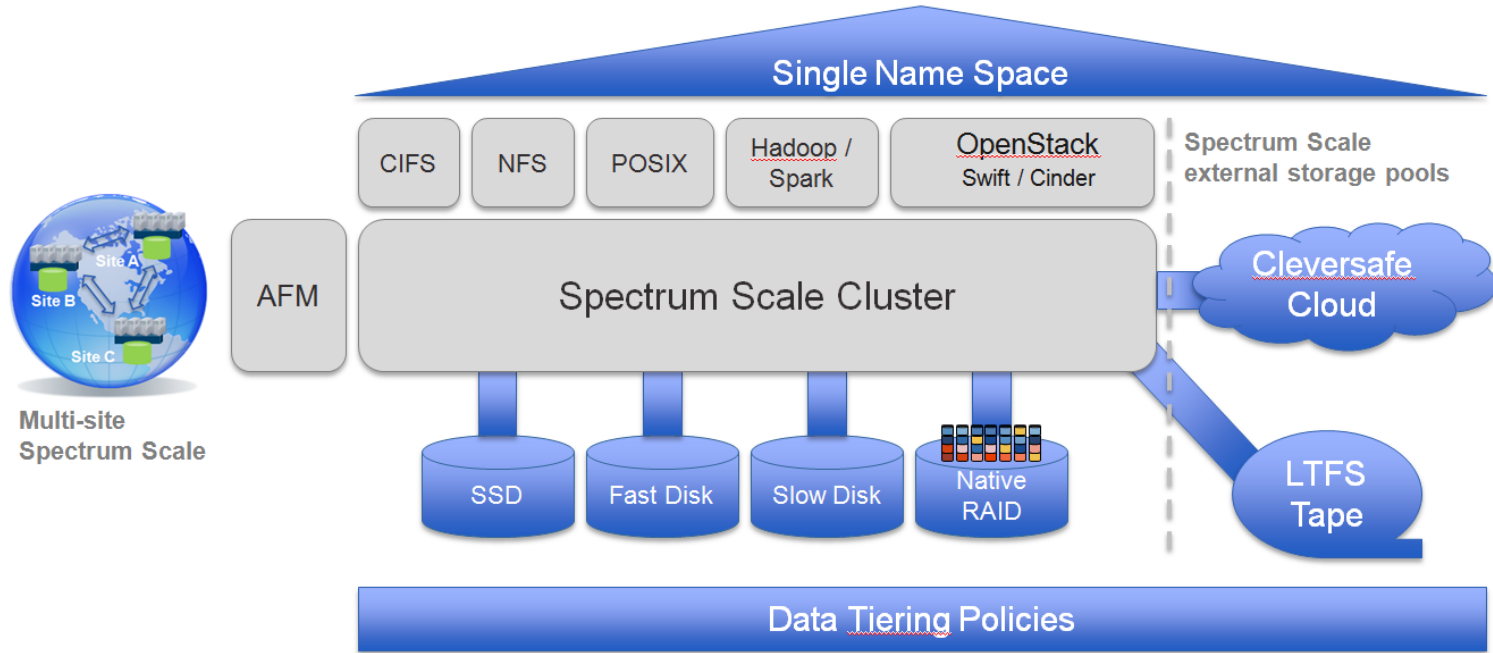 Single Name Space
CIFS
NFS
POSIX
Hadoop /
Spark
OpenStack
Swift / Cinder
Spectrum Scale
external storage pools
Site A
Site B
Site C
AFM
Spectrum Scale Cluster
Cleversafe
Cloud
Multi-site
Spectrum Scale
SSD
Fast Disk
Slow Disk
Native
RAID
LTFS
Tape
Data Tiering Policies